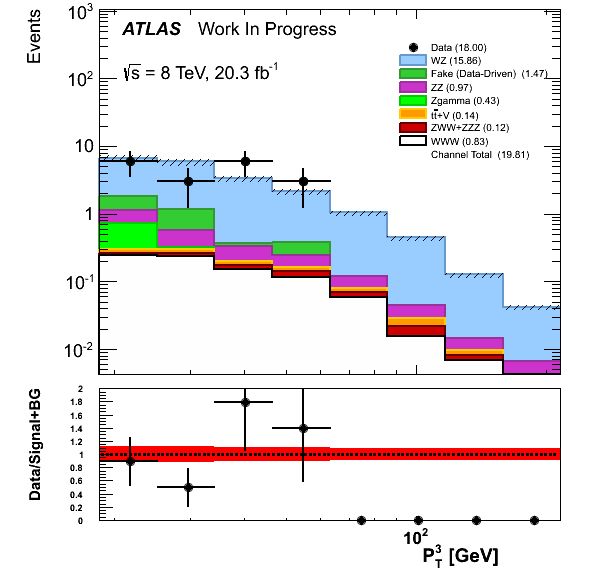 Events
10³
10²
10
1
10⁻¹
10⁻²
ATLAS Work In Progress
√s = 8 TeV, 20.3 fb⁻¹
Data (18.00)
WZ (15.86)
Fake (Data-Driven) (1.47)
ZZ (0.97)
Zgamma (0.43)
tt̄+V (0.14)
ZWW+ZZZ (0.12)
WWW (0.83)
Channel Total (19.81)
Data/Signal+BG
2
1.8
1.6
1.4
1.2
1
0.8
0.6
0.4
0.2
0
10²
P³_T [GeV]